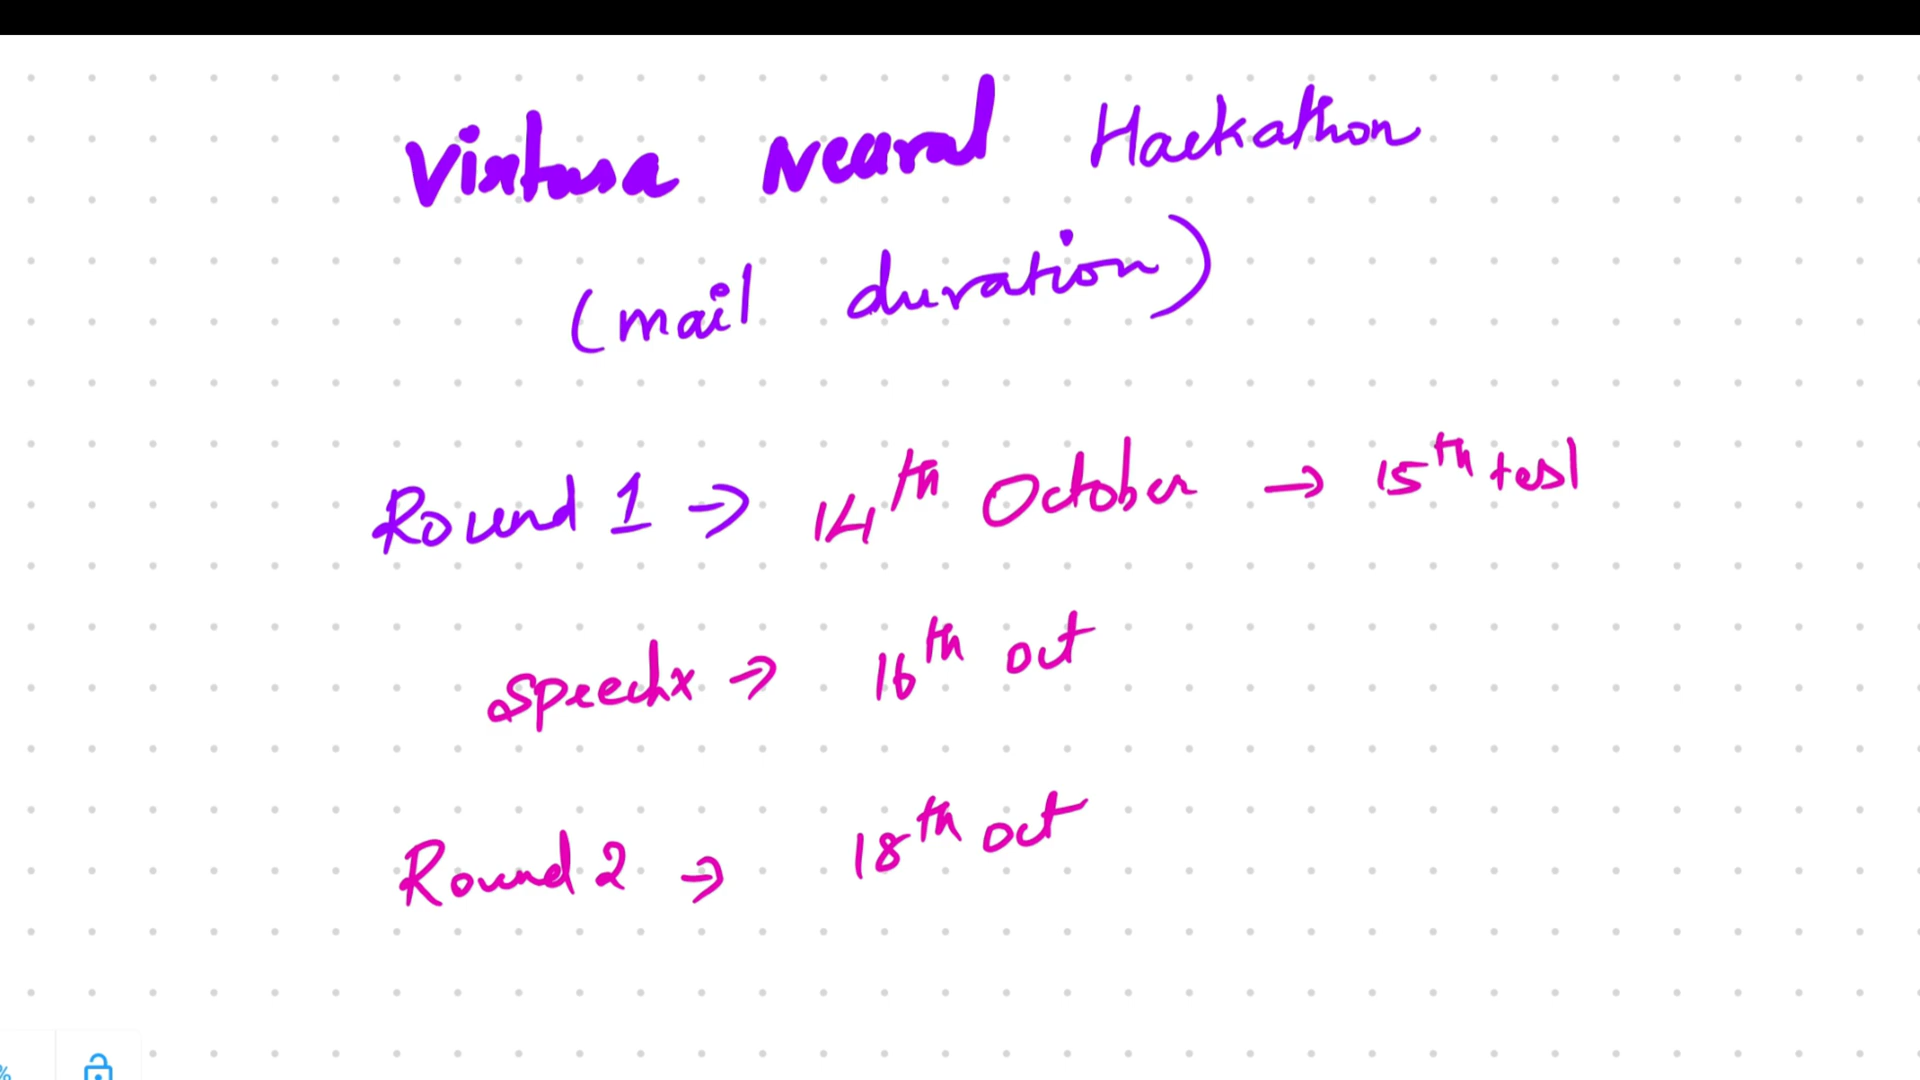 Virtusa Neural Hackathon
(mail duration)
Round 1 → 14th October → 15th test
Speechx → 16th oct
Round 2 → 18th oct
%